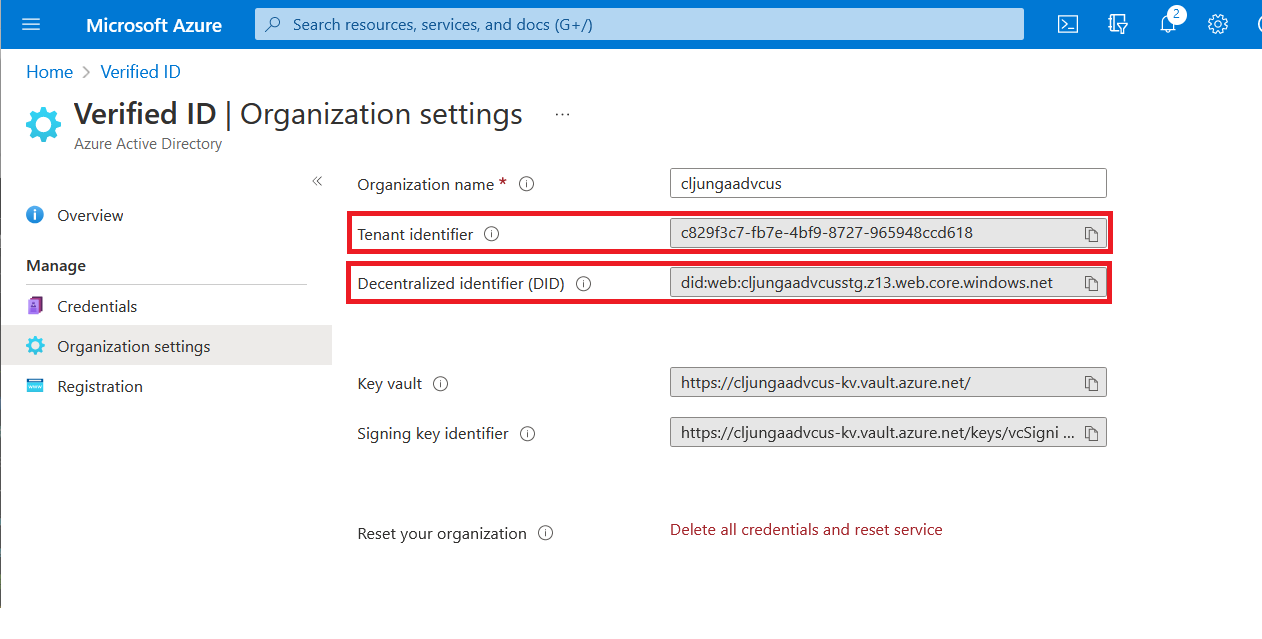 Microsoft Azure
Search resources, services, and docs (G+/)
2
Home > Verified ID
Verified ID | Organization settings ...
Azure Active Directory
«
Overview
Manage
Credentials
Organization settings
Registration
Organization name *
cljungaadvcus
Tenant identifier
c829f3c7-fb7e-4bf9-8727-965948ccd618
Decentralized identifier (DID)
did:web:cljungaadvcusstg.z13.web.core.windows.net
Key vault
https://cljungaadvcus-kv.vault.azure.net/
Signing key identifier
https://cljungaadvcus-kv.vault.azure.net/keys/vcSigni ...
Reset your organization
Delete all credentials and reset service